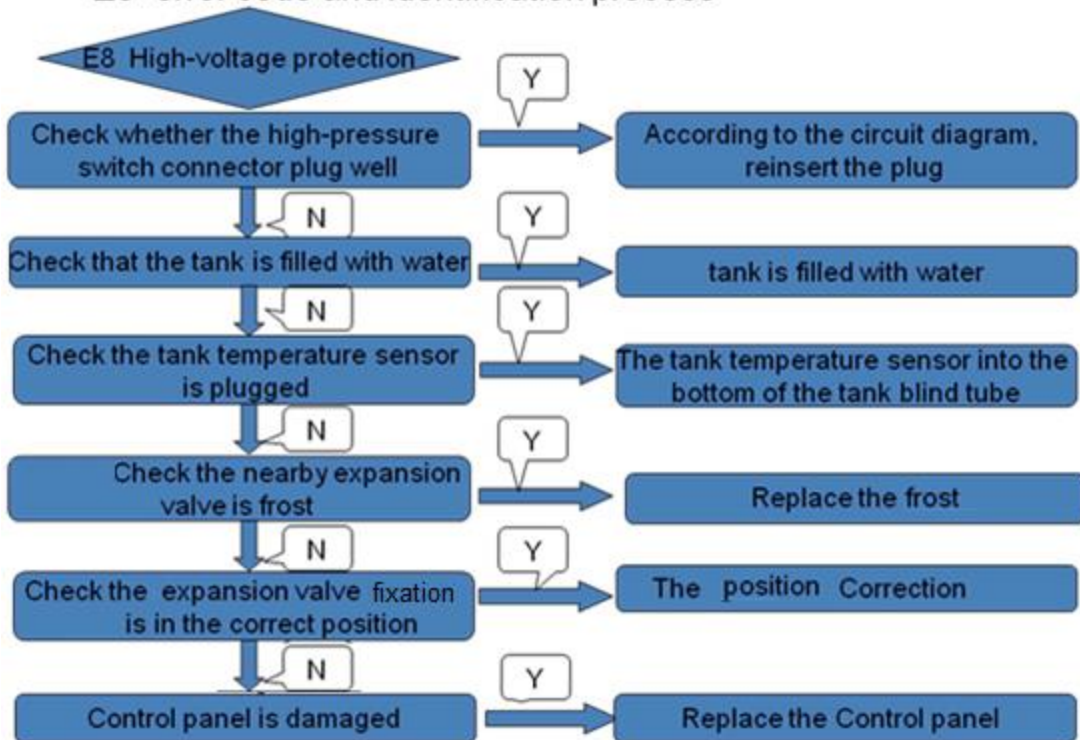 E8 High-voltage protection
Y
Check whether the high-pressure
switch connector plug well
According to the circuit diagram,
reinsert the plug
N
Y
Check that the tank is filled with water
tank is filled with water
N
Y
Check the tank temperature sensor
is plugged
The tank temperature sensor into the
bottom of the tank blind tube
N
Y
Check the nearby expansion
valve is frost
Replace the frost
N
Y
Check the expansion valve fixation
is in the correct position
The position Correction
N
Y
Control panel is damaged
Replace the Control panel